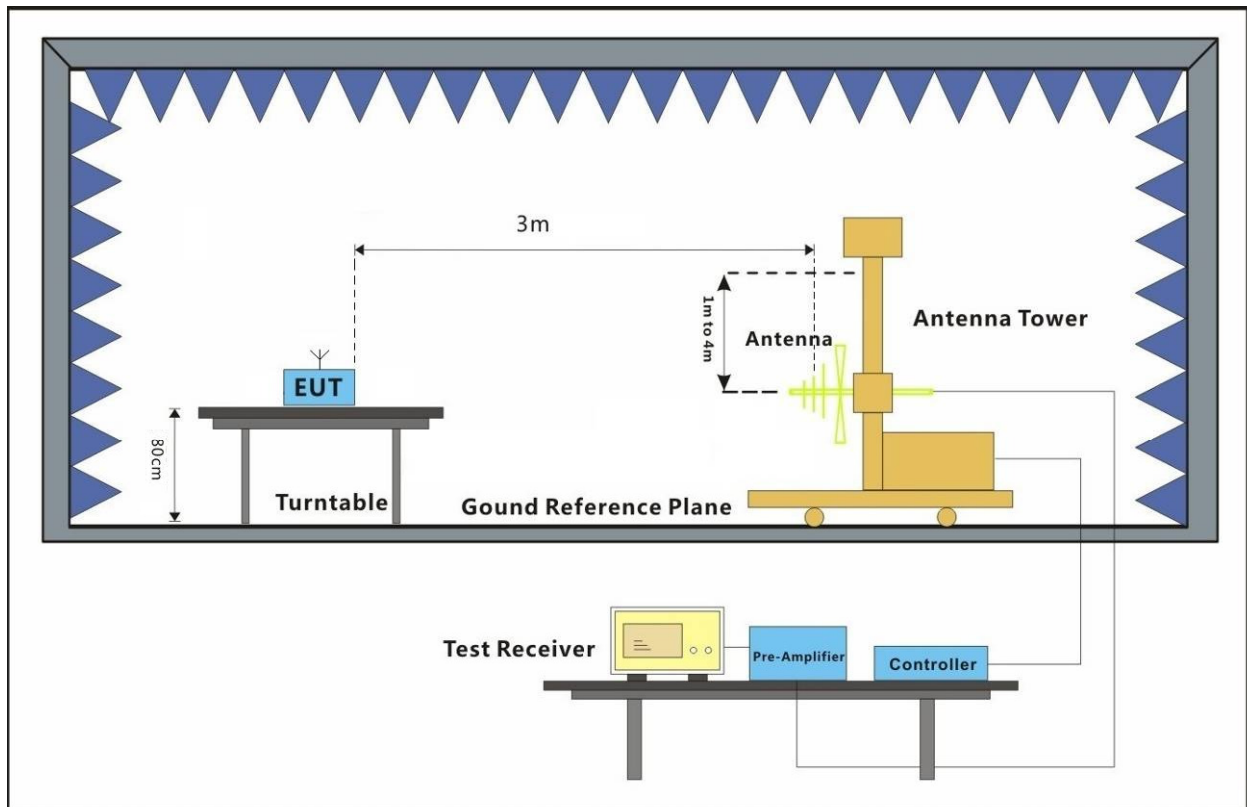 3m
1m to 4m
Antenna Tower
Antenna
EUT
80cm
Turntable
Gound Reference Plane
Test Receiver
Pre-Amplifier
Controller